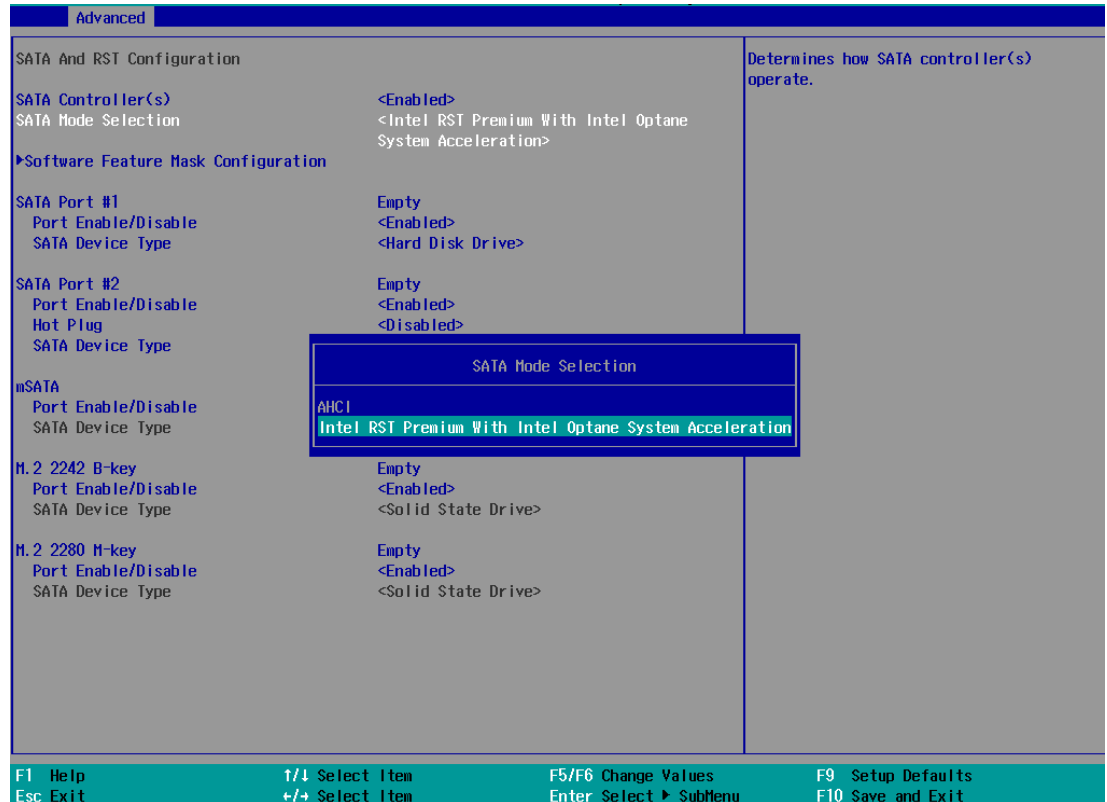 Advanced
SATA And RST Configuration
Determines how SATA controller(s)
operate.
SATA Controller(s) <Enabled>
SATA Mode Selection <Intel RST Premium With Intel Optane
System Acceleration>
▶Software Feature Mask Configuration
SATA Port #1 Empty
Port Enable/Disable <Enabled>
SATA Device Type <Hard Disk Drive>
SATA Port #2 Empty
Port Enable/Disable <Enabled>
Hot Plug <Disabled>
SATA Device Type
mSATA
Port Enable/Disable
SATA Device Type
SATA Mode Selection
AHCI
Intel RST Premium With Intel Optane System Acceleration
M.2 2242 B-key Empty
Port Enable/Disable <Enabled>
SATA Device Type <Solid State Drive>
M.2 2280 M-key Empty
Port Enable/Disable <Enabled>
SATA Device Type <Solid State Drive>
F1 Help ↑/↓ Select Item F5/F6 Change Values F9 Setup Defaults
Esc Exit ←/→ Select Item Enter Select ▶ SubMenu F10 Save and Exit